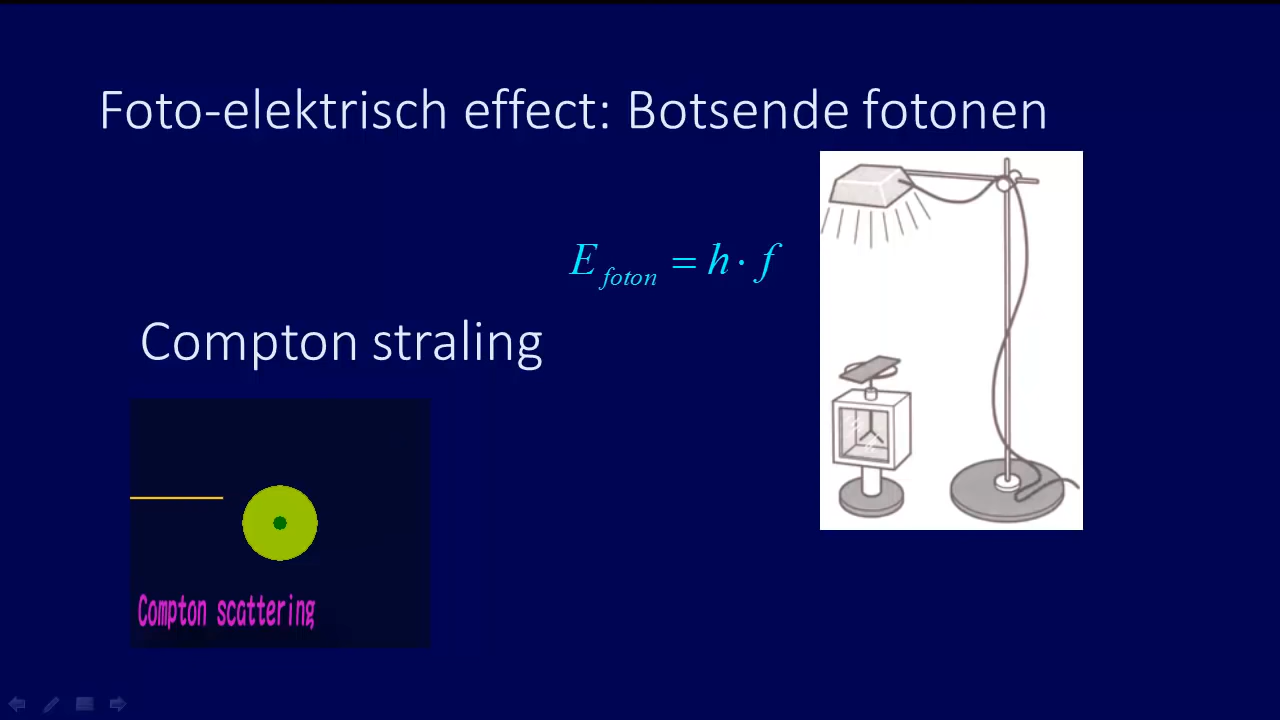 Foto-elektrisch effect: Botsende fotonen
E foton = h · f
Compton straling
Compton scattering